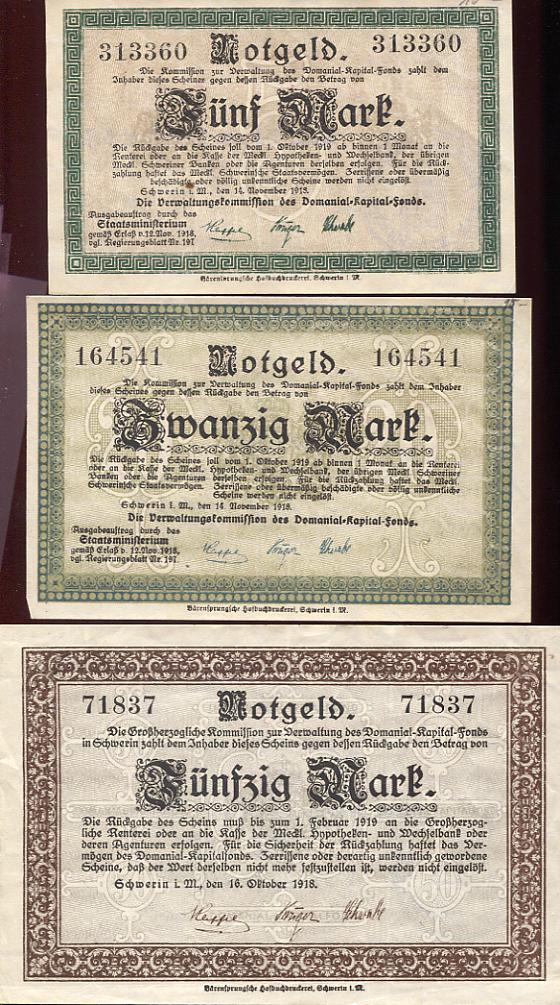 313360 Notgeld. 313360
Die Kommission zur Verwaltung des Domanial-Kapital-Fonds zahlt dem
Inhaber dieses Scheines gegen dessen Rückgabe den Betrag von
Fünf Mark.
Die Rückgabe des Scheines soll vom 1. Oktober 1919 ab binnen 1 Monat an die
Renterei oder an die Kasse der Meckl. Hypotheken- und Wechselbank, der übrigen
Meckl. Schweriner Banken oder die Agenturen derselben erfolgen. Für die Rück-
zahlung haftet das Meckl. Schwerinsche Staatsvermögen. Zerrissene oder übermäßig
beschädigte oder völlig unkenntliche Scheine werden nicht eingelöst.
Schwerin i. M., den 14. November 1918.
Die Verwaltungskommission des Domanial-Kapital-Fonds.
Ausgabeauftrag durch das
Staatsministerium
gemäß Erlaß v. 12. Nov. 1918,
vgl. Regierungsblatt Nr. 197
Bärensprungsche Hofbuchdruckerei, Schwerin i. M.
164541 Notgeld. 164541
Die Kommission zur Verwaltung des Domanial-Kapital-Fonds zahlt dem Inhaber
dieses Scheines gegen dessen Rückgabe den Betrag von
Zwanzig Mark.
Die Rückgabe des Scheines soll vom 1. Oktober 1919 ab binnen 1 Monat an die Renterei
oder an die Kasse der Meckl. Hypotheken- und Wechselbank, der übrigen Meckl. Schweriner
Banken oder die Agenturen derselben erfolgen. Für die Rückzahlung haftet das Meckl.
Schwerinsche Staatsvermögen. Zerrissene oder übermäßig beschädigte oder völlig unkenntliche
Scheine werden nicht eingelöst.
Schwerin i. M., den 14. November 1918.
Die Verwaltungskommission des Domanial-Kapital-Fonds.
Ausgabeauftrag durch das
Staatsministerium
gemäß Erlaß v. 12. Nov. 1918,
vgl. Regierungsblatt Nr. 197.
Bärensprungsche Hofbuchdruckerei, Schwerin i. M.
71837 Notgeld. 71837
Die Großherzogliche Kommission zur Verwaltung des Domanial-Kapital-Fonds
in Schwerin zahlt dem Inhaber dieses Scheins gegen dessen Rückgabe den Betrag von
Fünfzig Mark.
Die Rückgabe des Scheins muß bis zum 1. Februar 1919 an die Großherzog-
liche Renterei oder an die Kasse der Meckl. Hypotheken- und Wechselbank oder
deren Agenturen erfolgen. Für die Sicherheit der Rückzahlung haftet das Ver-
mögen des Domanial-Kapitalfonds. Zerrissene oder derartig unkenntlich gewordene
Scheine, daß der Wert derselben nicht mehr festzustellen ist, werden nicht eingelöst.
Schwerin i. M., den 16. Oktober 1918.
Bärensprungsche Hofbuchdruckerei, Schwerin i. M.